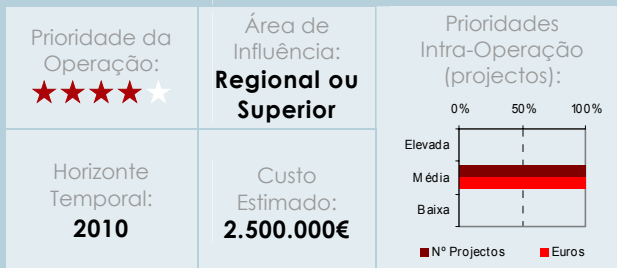 Prioridade da
Operação:
Área de
Influência:
Regional ou
Superior
Prioridades
Intra-Operação
(projectos):
0%
50%
100%
Elevada
Média
Baixa
Nº Projectos
Euros
Horizonte
Temporal:
2010
Custo
Estimado:
2.500.000€